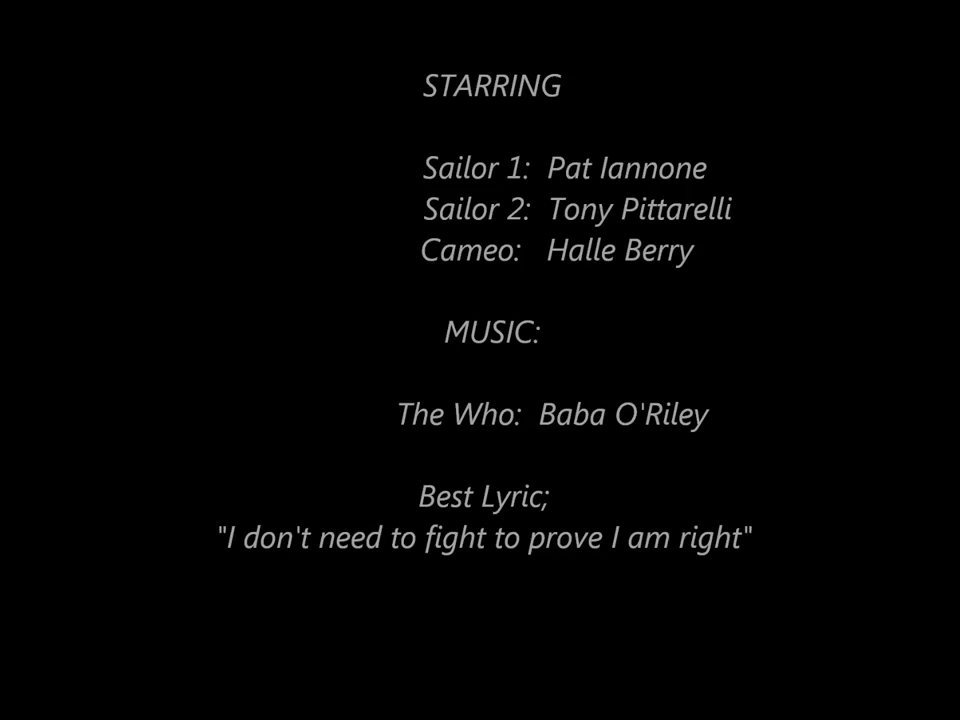 STARRING
Sailor 1: Pat Iannone
Sailor 2: Tony Pittarelli
Cameo: Halle Berry
MUSIC:
The Who: Baba O'Riley
Best Lyric;
"I don't need to fight to prove I am right"